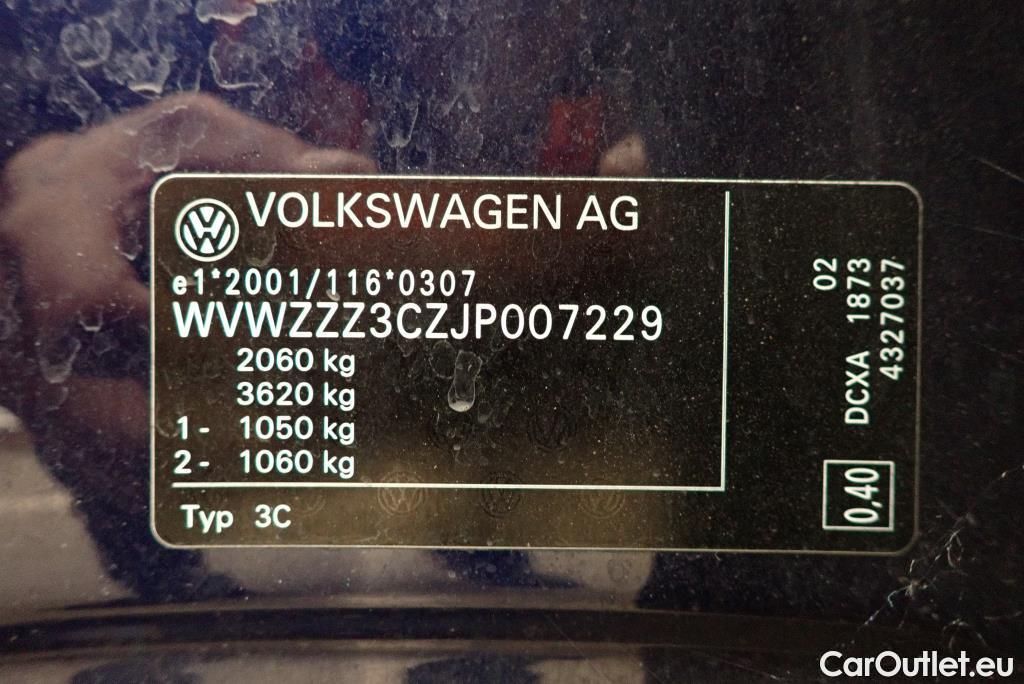 VOLKSWAGEN AG
e1*2001/116*0307
WVWZZZ3CZJP007229
2060 kg
3620 kg
1- 1050 kg
2- 1060 kg
Typ 3C
02
DCXA 1873
4327037
0,40
CarOutlet.eu